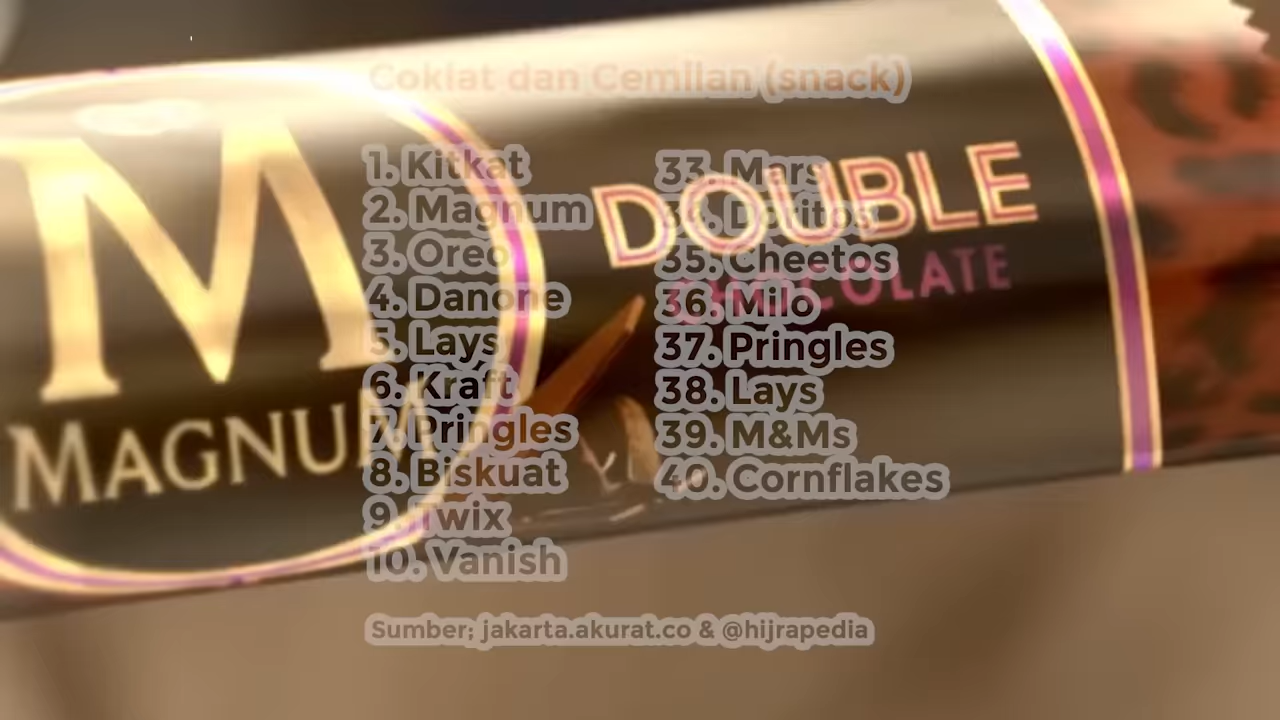 Coklat dan Cemilan (snack)
1. Kitkat
2. Magnum
3. Oreo
4. Danone
5. Lays
6. Kraft
7. Pringles
8. Biskuat
9. Twix
10. Vanish
33. Mars
34. Doritos
35. Cheetos
36. Milo
37. Pringles
38. Lays
39. M&Ms
40. Cornflakes
Sumber; jakarta.akurat.co & @hijrapedia
M
MAGNUM
DOUBLE
CHOCOLATE